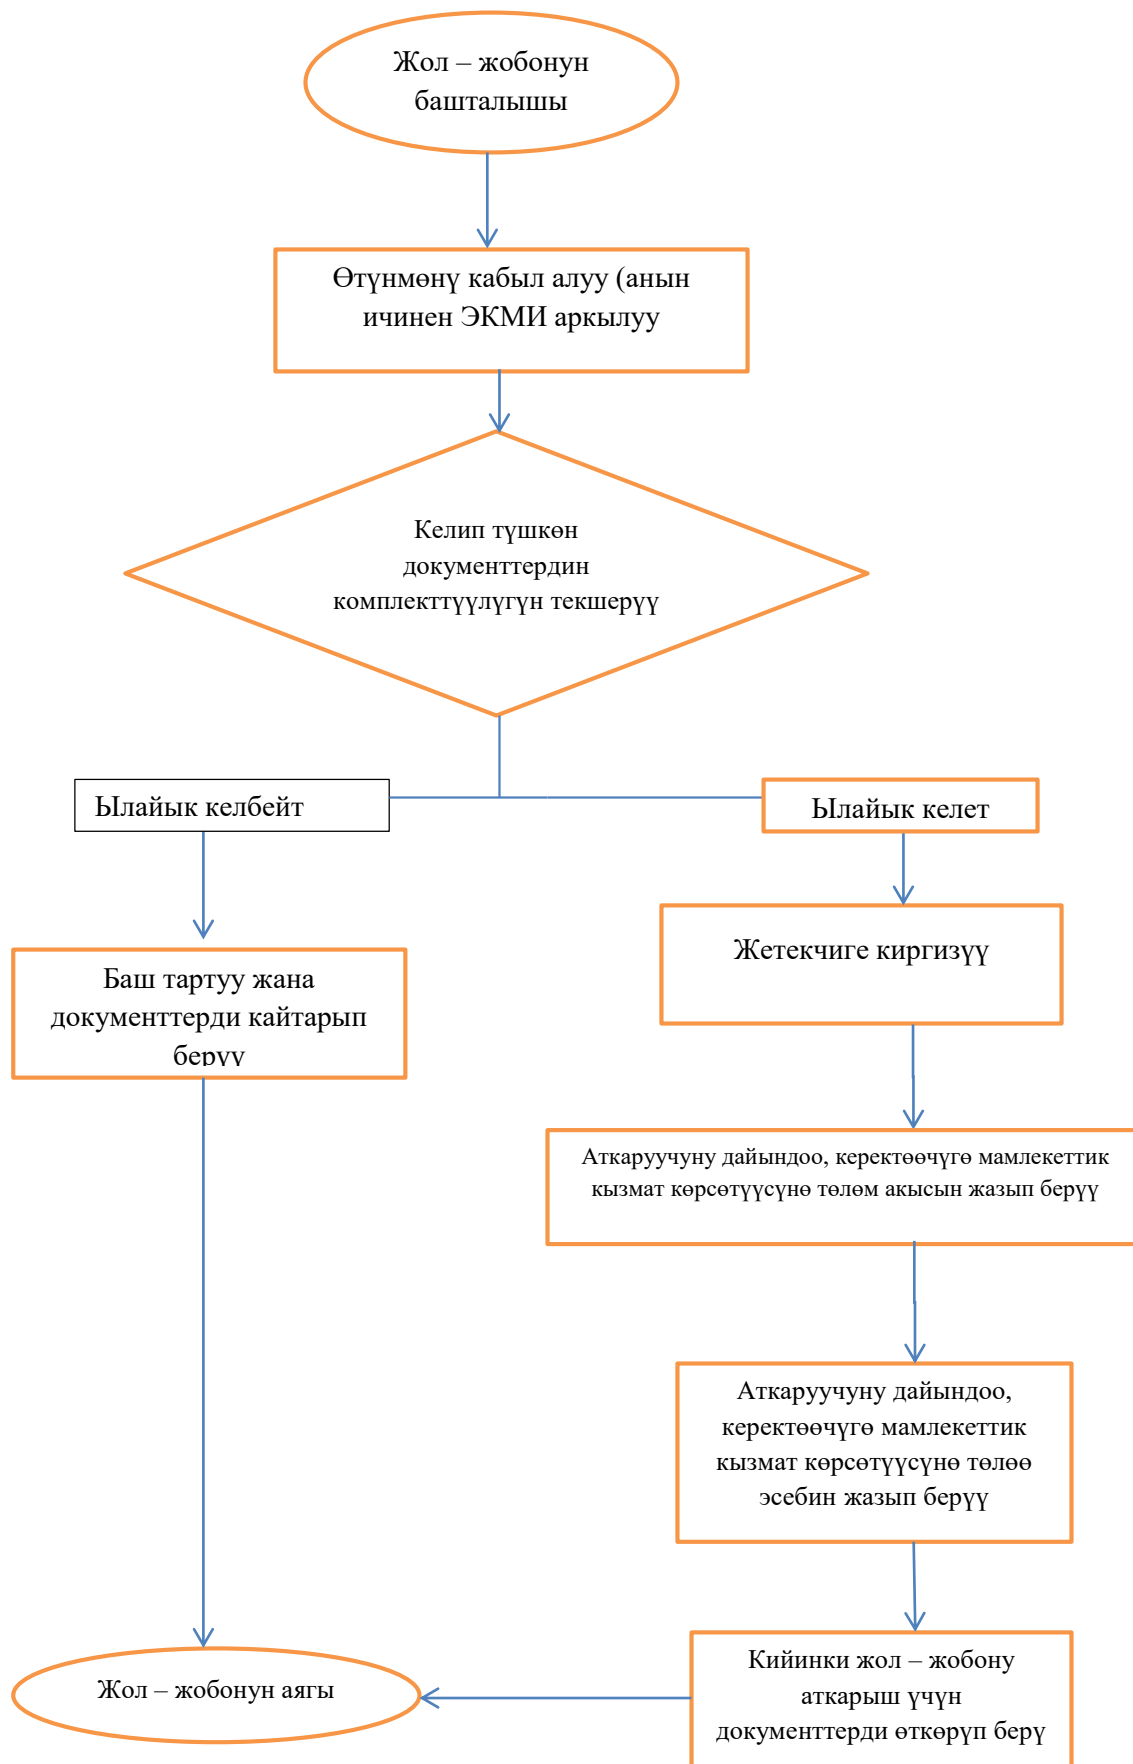 Жол – жобонун
башталышы
Өтүнмөнү кабыл алуу (анын
ичинен ЭКМИ аркылуу
Келип түшкөн
документтердин
комплекттүүлүгүн текшерүү
Ылайык келбейт
Ылайык келет
Баш тартуу жана
документтерди кайтарып
берүү
Жетекчиге киргизүү
Аткаруучуну дайындоо, керектөөчүгө мамлекеттик
кызмат көрсөтүүсүнө төлөм акысын жазып берүү
Аткаруучуну дайындоо,
керектөөчүгө мамлекеттик
кызмат көрсөтүүсүнө төлөө
эсебин жазып берүү
Кийинки жол – жобону
аткарыш үчүн
документтерди өткөрүп берү
Жол – жобонун аягы